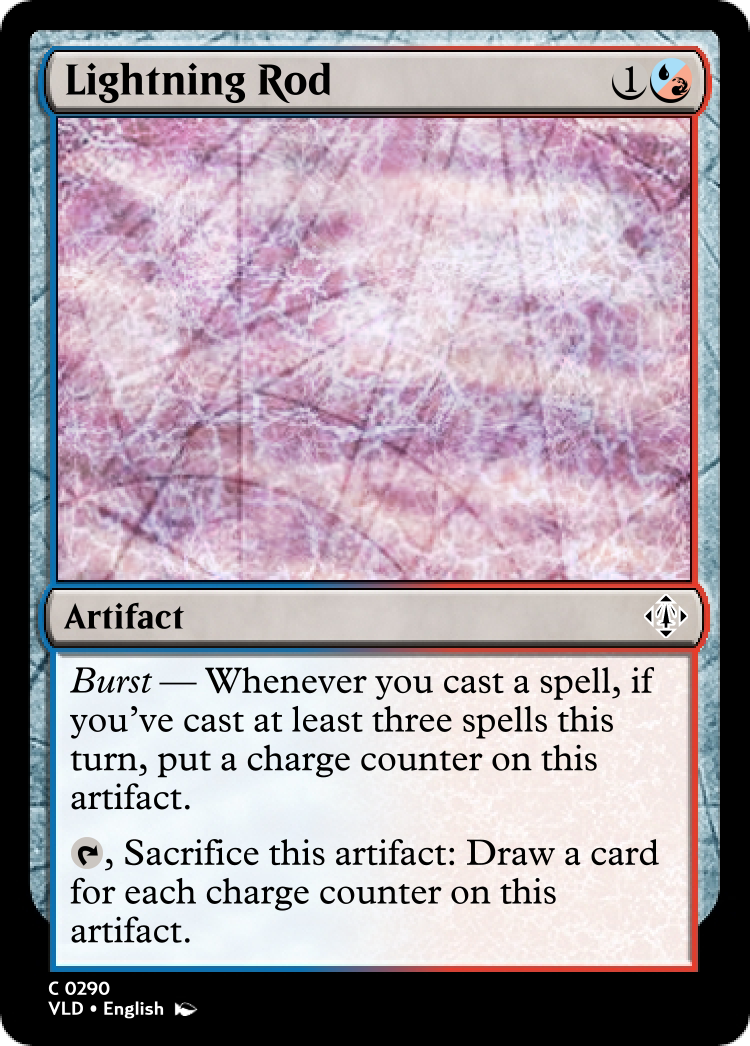 Lightning Rod 1
Artifact
Burst — Whenever you cast a spell, if
you’ve cast at least three spells this
turn, put a charge counter on this
artifact.
, Sacrifice this artifact: Draw a card
for each charge counter on this
artifact.
C 0290
VLD • English